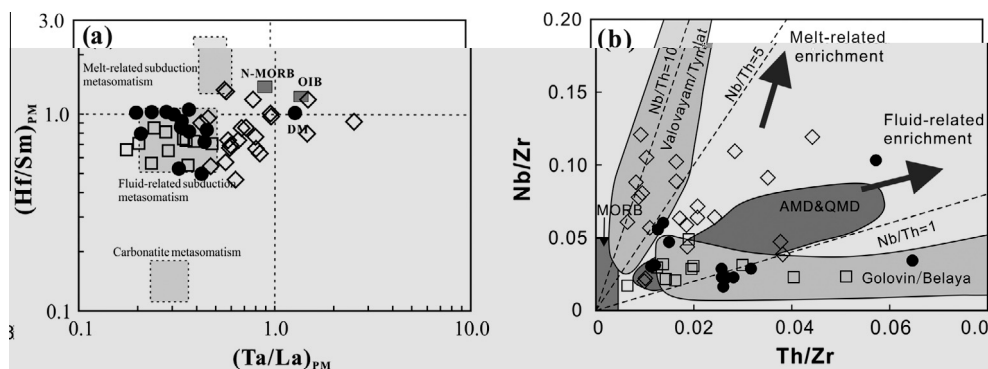 (a)
3.0
1.0
0.1
(Hf/Sm)PM
Melt-related subduction
metasomatism
N-MORB
OIB
DM
Fluid-related subduction
metasomatism
Carbonatite metasomatism
0.1
1.0
10.0
(Ta/La)PM
(b)
0.20
0.15
0.10
0.05
0
Nb/Zr
Nb/Th=10
Valovayam/Tymlat
Nb/Th=5
Melt-related
enrichment
Fluid-related
enrichment
MORB
AMD&QMD
Nb/Th=1
Golovin/Belaya
0
0.02
0.04
0.06
0.08
Th/Zr